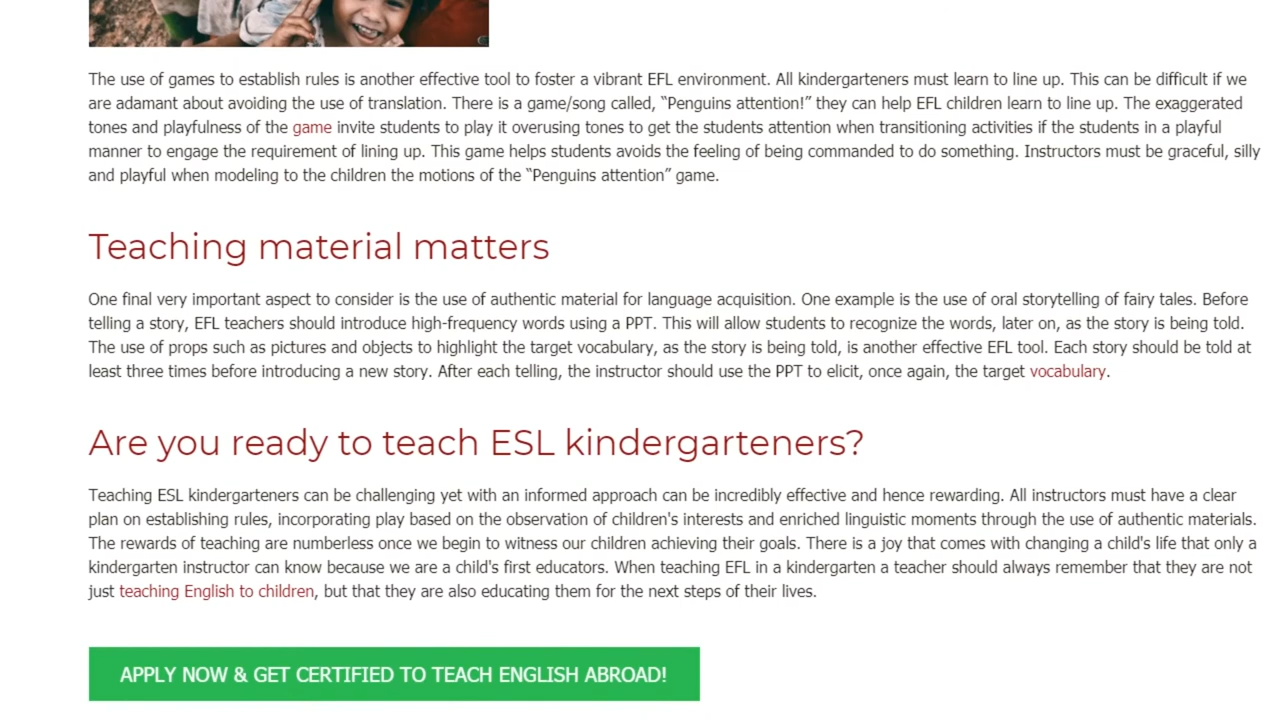 The use of games to establish rules is another effective tool to foster a vibrant EFL environment. All kindergarteners must learn to line up. This can be difficult if we
are adamant about avoiding the use of translation. There is a game/song called, “Penguins attention!” they can help EFL children learn to line up. The exaggerated
tones and playfulness of the game invite students to play it overusing tones to get the students attention when transitioning activities if the students in a playful
manner to engage the requirement of lining up. This game helps students avoids the feeling of being commanded to do something. Instructors must be graceful, silly
and playful when modeling to the children the motions of the “Penguins attention” game.
Teaching material matters
One final very important aspect to consider is the use of authentic material for language acquisition. One example is the use of oral storytelling of fairy tales. Before
telling a story, EFL teachers should introduce high-frequency words using a PPT. This will allow students to recognize the words, later on, as the story is being told.
The use of props such as pictures and objects to highlight the target vocabulary, as the story is being told, is another effective EFL tool. Each story should be told at
least three times before introducing a new story. After each telling, the instructor should use the PPT to elicit, once again, the target vocabulary.
Are you ready to teach ESL kindergarteners?
Teaching ESL kindergarteners can be challenging yet with an informed approach can be incredibly effective and hence rewarding. All instructors must have a clear
plan on establishing rules, incorporating play based on the observation of children's interests and enriched linguistic moments through the use of authentic materials.
The rewards of teaching are numberless once we begin to witness our children achieving their goals. There is a joy that comes with changing a child's life that only a
kindergarten instructor can know because we are a child's first educators. When teaching EFL in a kindergarten a teacher should always remember that they are not
just teaching English to children, but that they are also educating them for the next steps of their lives.
APPLY NOW & GET CERTIFIED TO TEACH ENGLISH ABROAD!